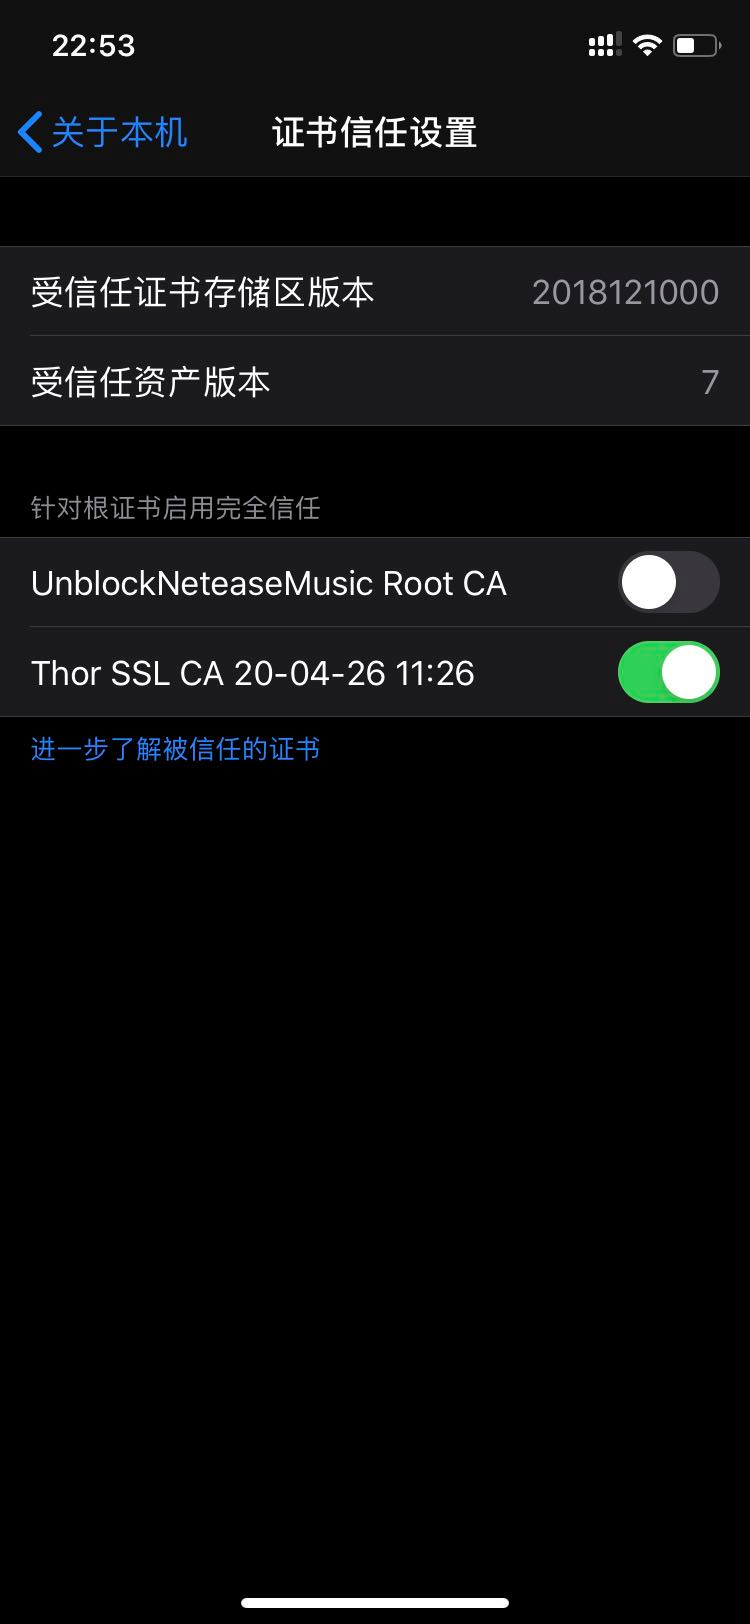 22:53
关于本机
证书信任设置
受信任证书存储区版本 2018121000
受信任资产版本 7
针对根证书启用完全信任
UnblockNeteaseMusic Root CA
Thor SSL CA 20-04-26 11:26
进一步了解被信任的证书